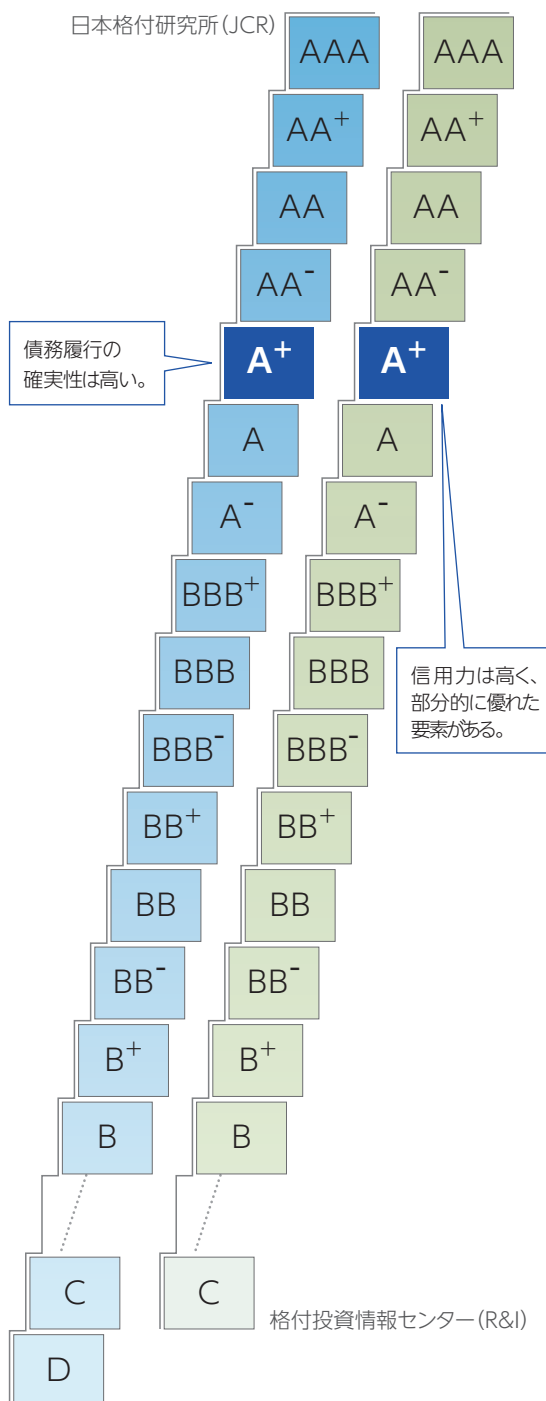 日本格付研究所(JCR)
AAA AAA
AA+ AA+
AA AA
AA- AA-
債務履行の
確実性は高い。
A+ A+
A A
A- A-
BBB+ BBB+
BBB BBB
信用力は高く、
部分的に優れた
要素がある。
BBB- BBB-
BB+ BB+
BB BB
BB- BB-
B+ B+
B B
C C
格付投資情報センター(R&I)
D